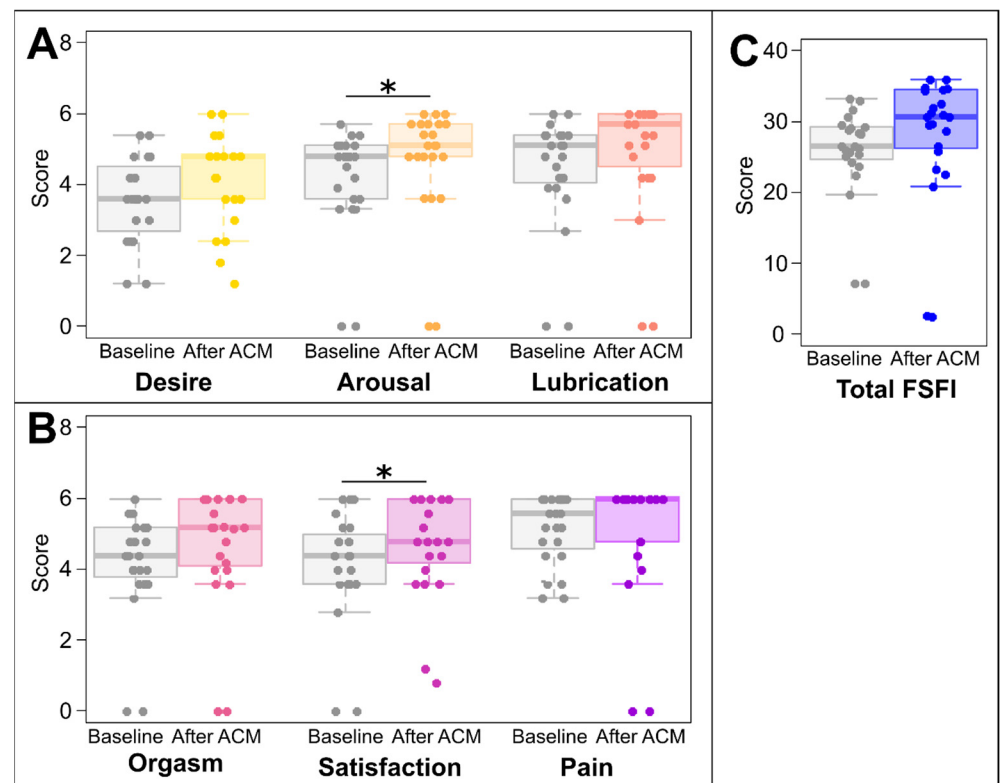 A
8
6
4
2
0
Score
*
Baseline After ACM Baseline After ACM Baseline After ACM
Desire Arousal Lubrication
B
8
6
4
2
0
Score
*
Baseline After ACM Baseline After ACM Baseline After ACM
Orgasm Satisfaction Pain
C
40
30
20
10
0
Score
Baseline After ACM
Total FSFI